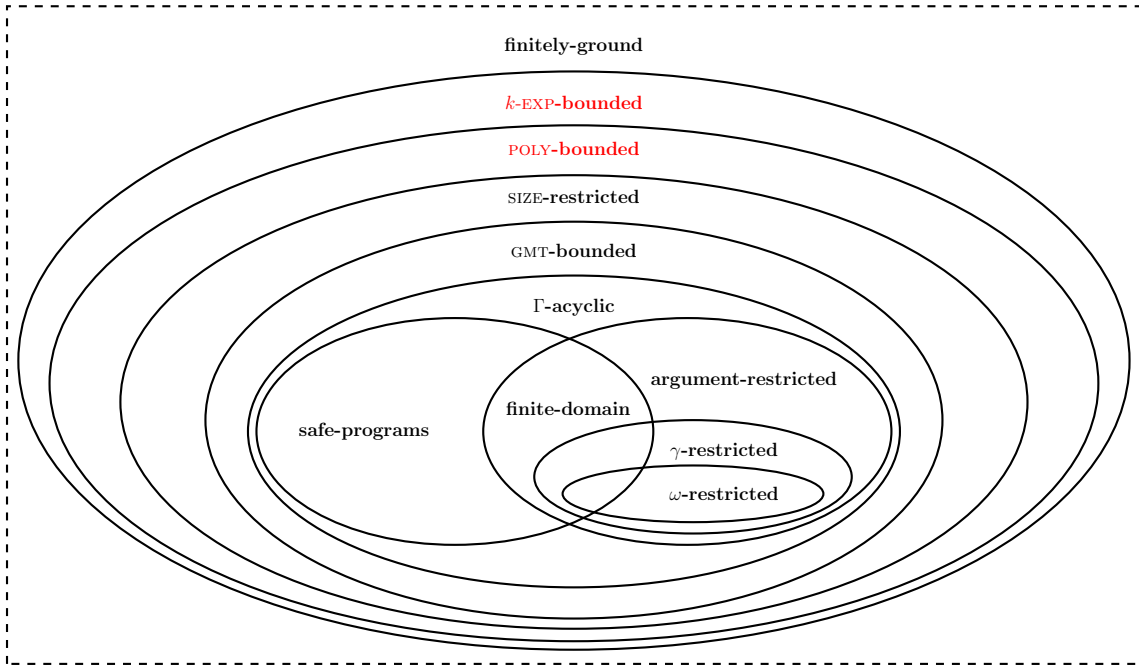 finitely-ground
k-EXP-bounded
POLY-bounded
SIZE-restricted
GMT-bounded
Γ-acyclic
argument-restricted
finite-domain
safe-programs
γ-restricted
ω-restricted